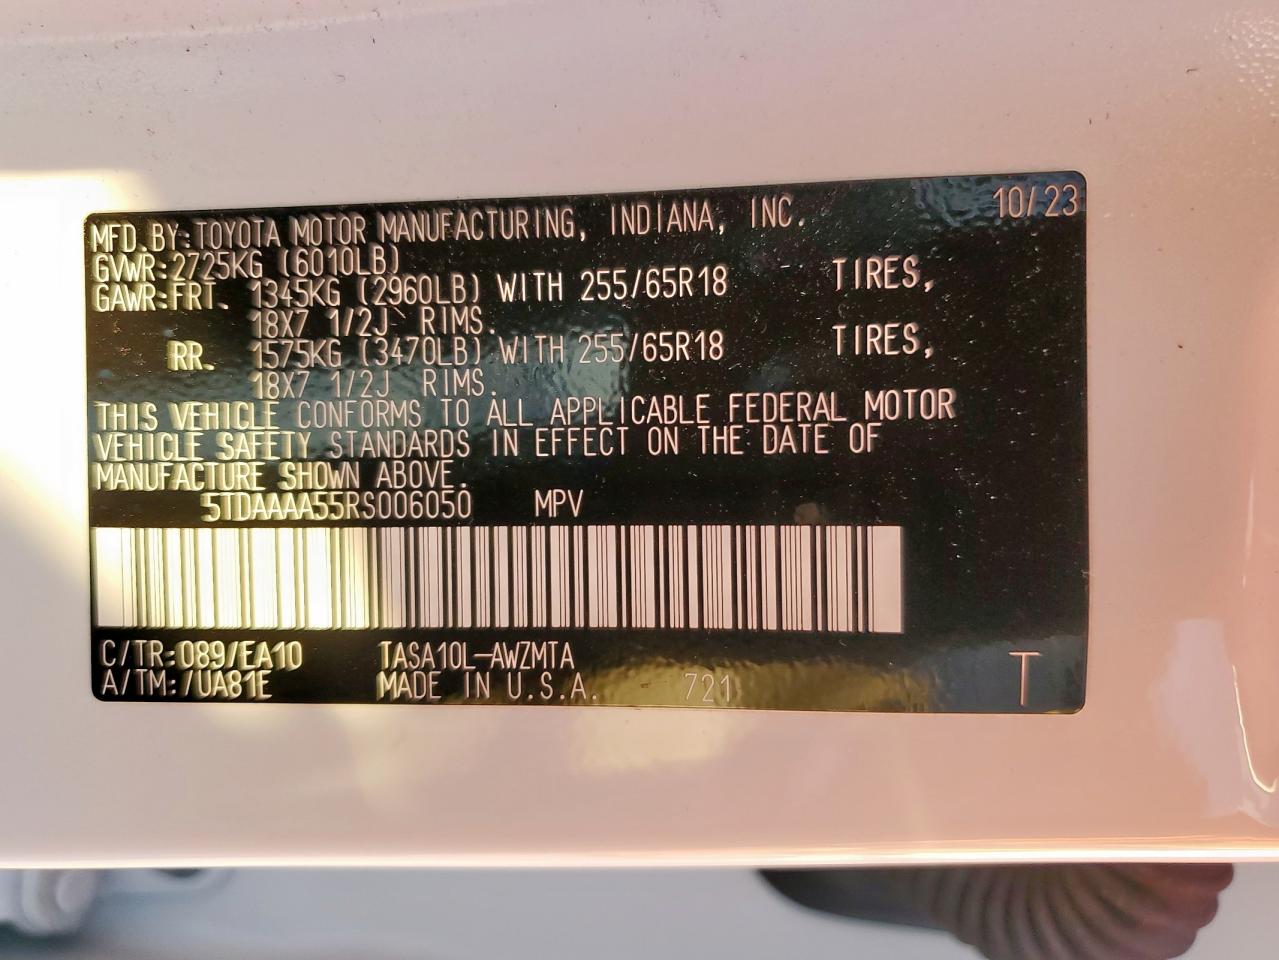 10/23
MFD.BY:TOYOTA MOTOR MANUFACTURING, INDIANA, INC.
GVWR:2725KG (6010LB)
GAWR:FRT. 1345KG (2960LB) WITH 255/65R18 TIRES,
18X7 1/2J RIMS.
RR. 1575KG (3470LB) WITH 255/65R18 TIRES,
18X7 1/2J RIMS.
THIS VEHICLE CONFORMS TO ALL APPLICABLE FEDERAL MOTOR
VEHICLE SAFETY STANDARDS IN EFFECT ON THE DATE OF
MANUFACTURE SHOWN ABOVE.
5TDAAAA55RS006050 MPV
C/TR:089/EA10 TASA10L-AWZMTA
A/TM:/UA81E MADE IN U.S.A. 721 T